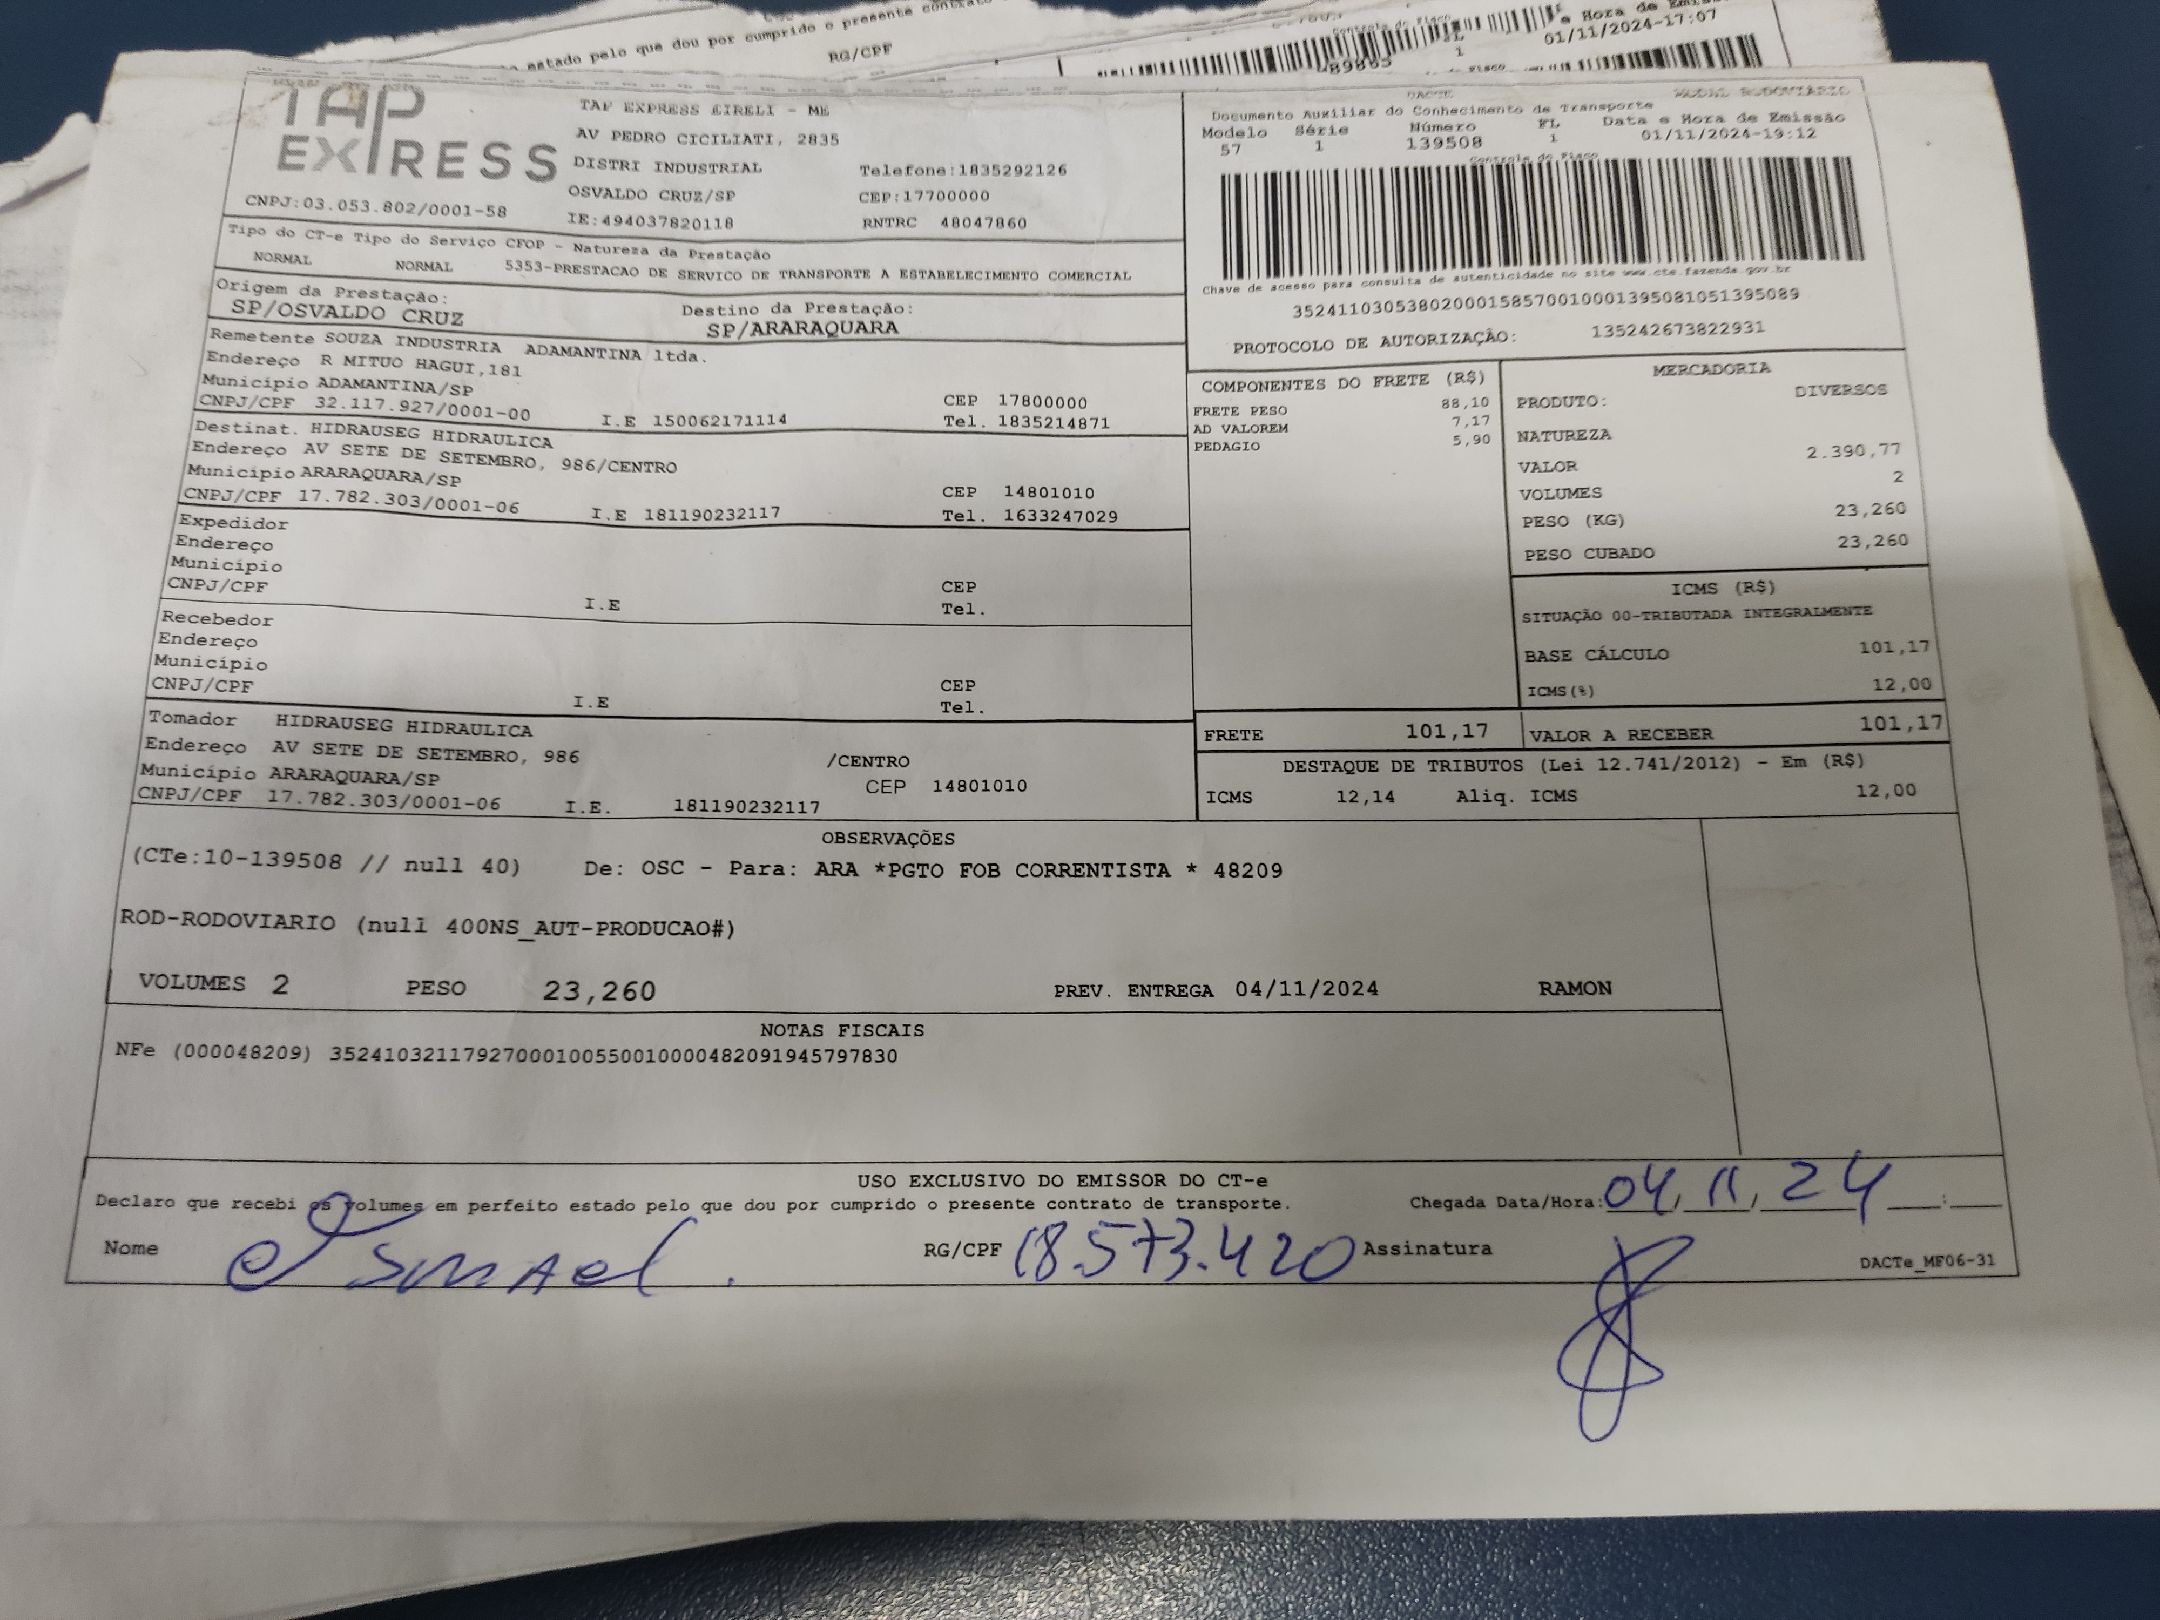 estado pelo que dou por cumprido o presente contrato
RG/CPF
Hora de Emissão
01/11/2024-17:07
TAP EXPRESS
CNPJ:03.053.802/0001-58
TAP EXPRESS EIRELI - ME
AV PEDRO CICILIATI, 2835
DISTRI INDUSTRIAL Telefone:1835292126
OSVALDO CRUZ/SP CEP:17700000
IE:494037820118 RNTRC 48047860
DACTE MODAL RODOVIÁRIO
Documento Auxiliar do Conhecimento de Transporte
Modelo Série Número FL Data e Hora de Emissão
57 1 139508 1 01/11/2024-19:12
Controle do Fisco
Chave de acesso para consulta de autenticidade no site www.cte.fazenda.gov.br
35241103053802000158570010001395081051395089
PROTOCOLO DE AUTORIZAÇÃO: 135242673822931
Tipo do CT-e Tipo do Serviço CFOP - Natureza da Prestação
NORMAL NORMAL 5353-PRESTACAO DE SERVICO DE TRANSPORTE A ESTABELECIMENTO COMERCIAL
Origem da Prestação: Destino da Prestação:
SP/OSVALDO CRUZ SP/ARARAQUARA
Remetente SOUZA INDUSTRIA ADAMANTINA ltda.
Endereço R MITUO HAGUI,181
Município ADAMANTINA/SP CEP 17800000
CNPJ/CPF 32.117.927/0001-00 I.E 150062171114 Tel. 1835214871
Destinat. HIDRAUSEG HIDRAULICA
Endereço AV SETE DE SETEMBRO, 986/CENTRO
Município ARARAQUARA/SP CEP 14801010
CNPJ/CPF 17.782.303/0001-06 I.E 181190232117 Tel. 1633247029
Expedidor
Endereço
Município CEP
CNPJ/CPF I.E Tel.
Recebedor
Endereço
Município CEP
CNPJ/CPF I.E Tel.
Tomador HIDRAUSEG HIDRAULICA
Endereço AV SETE DE SETEMBRO, 986 /CENTRO
Município ARARAQUARA/SP CEP 14801010
CNPJ/CPF 17.782.303/0001-06 I.E. 181190232117
COMPONENTES DO FRETE (R$)
FRETE PESO 88,10
AD VALOREM 7,17
PEDAGIO 5,90
MERCADORIA
PRODUTO: DIVERSOS
NATUREZA
VALOR 2.390,77
VOLUMES 2
PESO (KG) 23,260
PESO CUBADO 23,260
ICMS (R$)
SITUAÇÃO 00-TRIBUTADA INTEGRALMENTE
BASE CÁLCULO 101,17
ICMS(%) 12,00
FRETE 101,17 VALOR A RECEBER 101,17
DESTAQUE DE TRIBUTOS (Lei 12.741/2012) - Em (R$)
ICMS 12,14 Aliq. ICMS 12,00
OBSERVAÇÕES
(CTe:10-139508 // null 40) De: OSC - Para: ARA *PGTO FOB CORRENTISTA * 48209
ROD-RODOVIARIO (null 400NS_AUT-PRODUCAO#)
VOLUMES 2 PESO 23,260 PREV. ENTREGA 04/11/2024 RAMON
NOTAS FISCAIS
NFe (000048209) 35241032117927000100550010000482091945797830
USO EXCLUSIVO DO EMISSOR DO CT-e
Declaro que recebi os volumes em perfeito estado pelo que dou por cumprido o presente contrato de transporte. Chegada Data/Hora: 04/11/24 :
Nome Ismael. RG/CPF 18.573.420 Assinatura DACTe_MF06-31